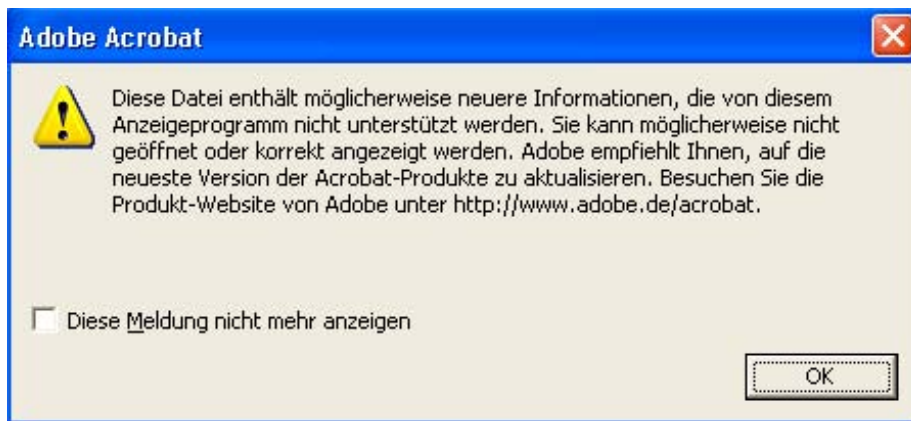 Adobe Acrobat
Diese Datei enthält möglicherweise neuere Informationen, die von diesem
Anzeigeprogramm nicht unterstützt werden. Sie kann möglicherweise nicht
geöffnet oder korrekt angezeigt werden. Adobe empfiehlt Ihnen, auf die
neueste Version der Acrobat-Produkte zu aktualisieren. Besuchen Sie die
Produkt-Website von Adobe unter http://www.adobe.de/acrobat.
Diese Meldung nicht mehr anzeigen
OK